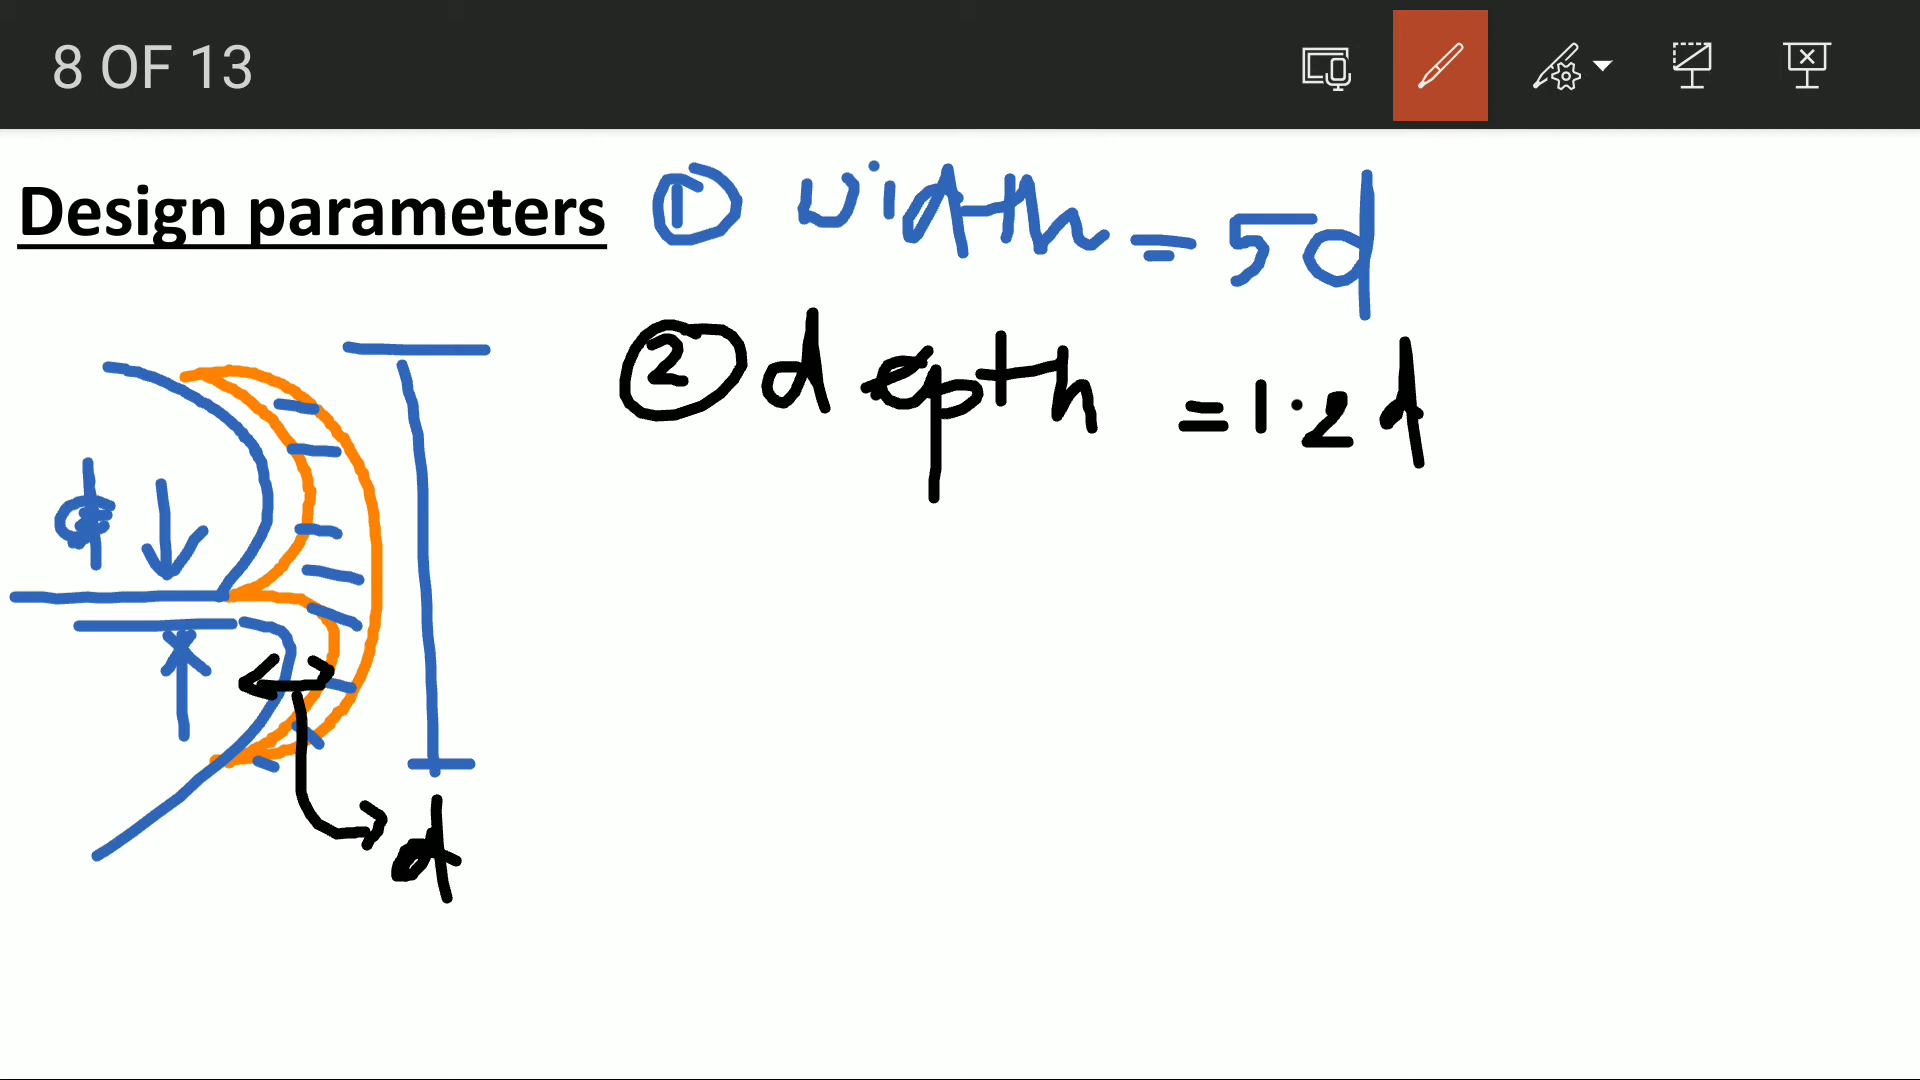 8 OF 13
Design parameters
① width = 5d
② depth = 1.2d
d
d